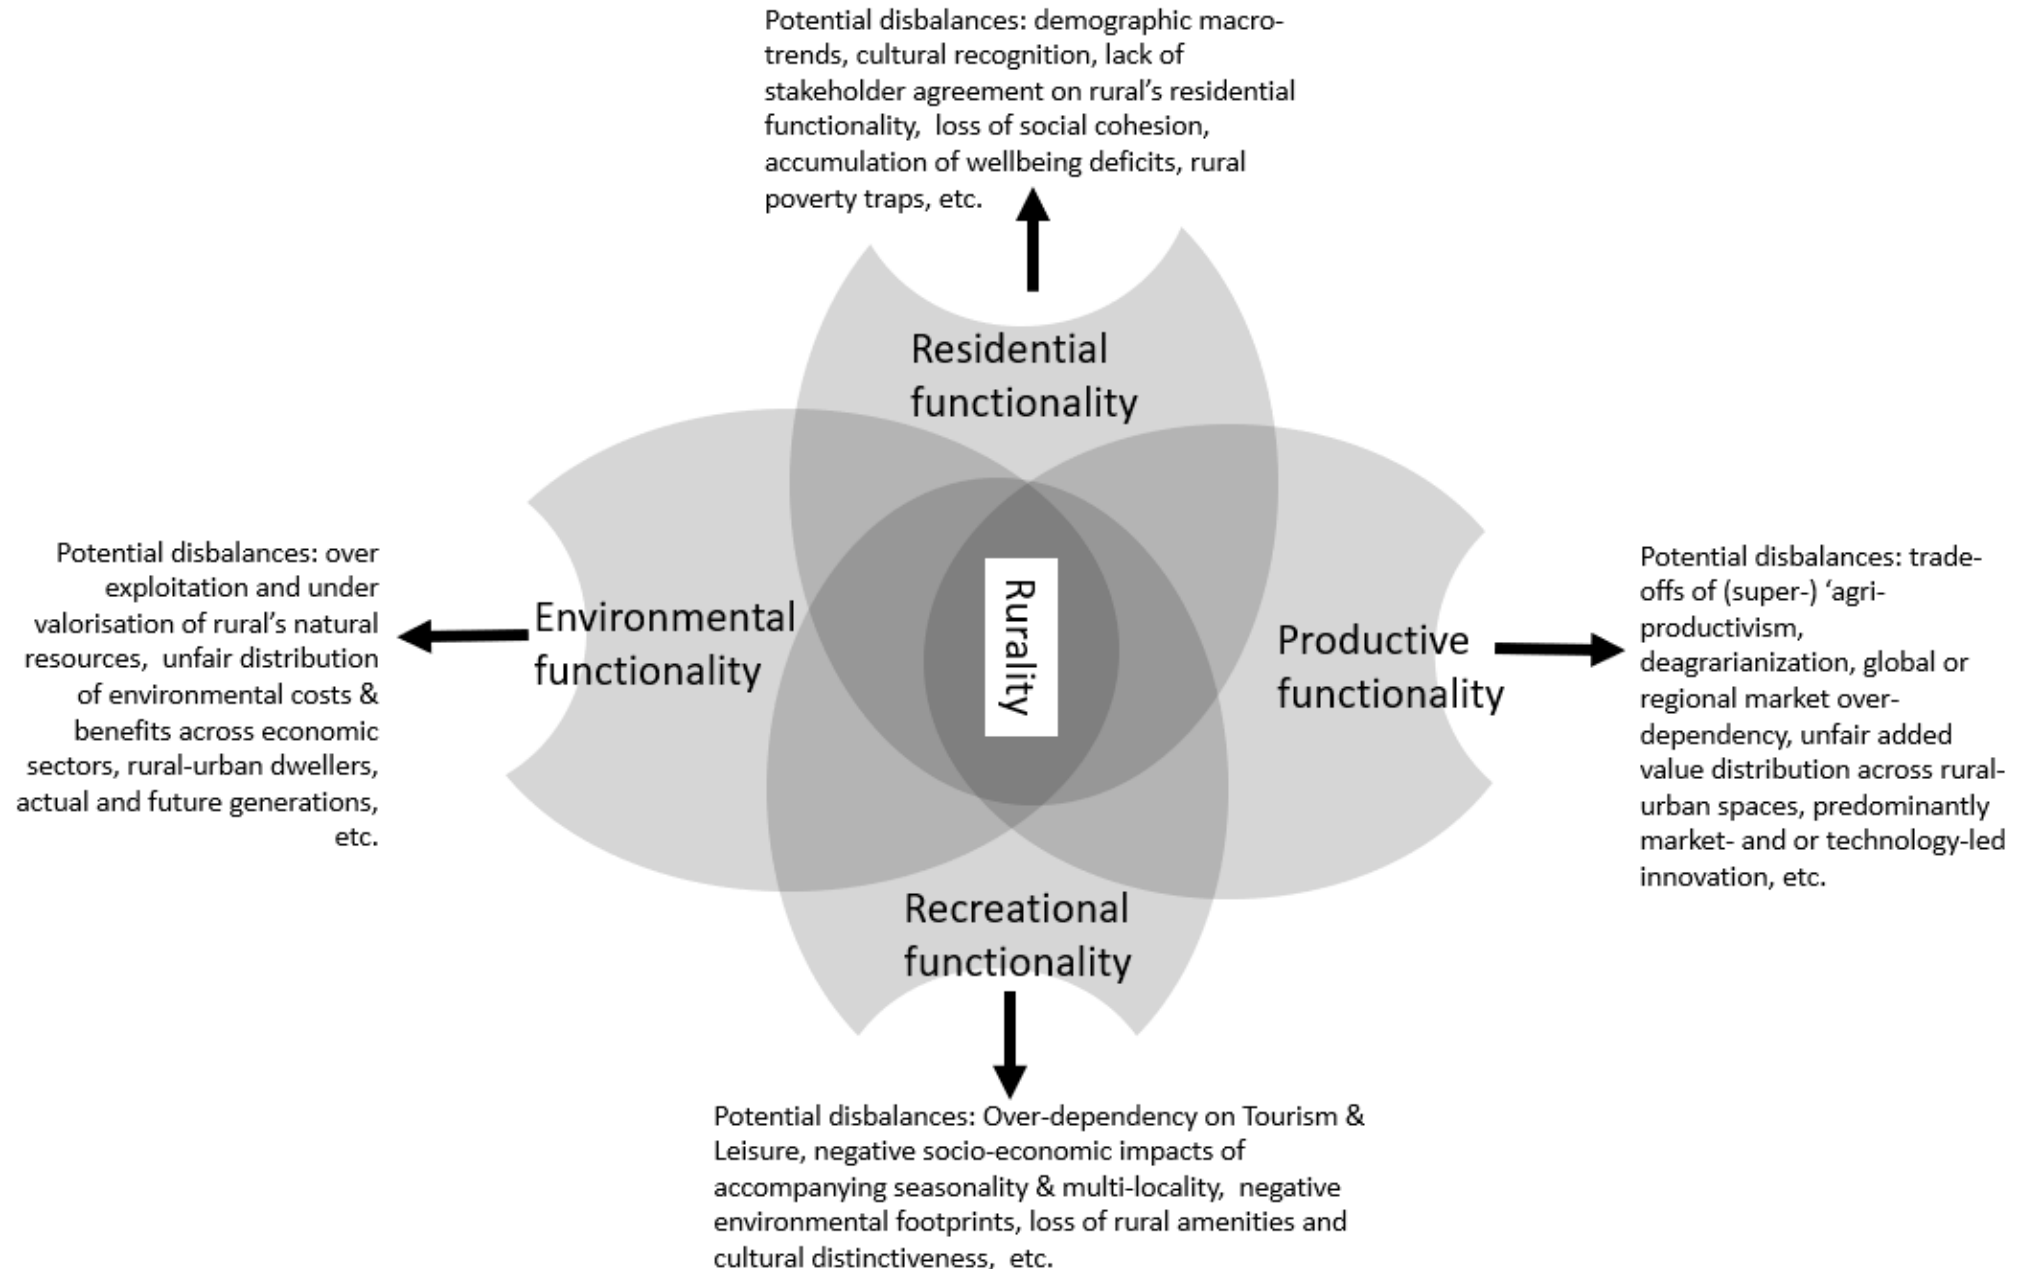 Potential disbalances: demographic macro-
trends, cultural recognition, lack of
stakeholder agreement on rural’s residential
functionality,  loss of social cohesion,
accumulation of wellbeing deficits, rural
poverty traps, etc.
Residential
functionality
Potential disbalances: over
exploitation and under
valorisation of rural’s natural
resources,  unfair distribution
of environmental costs &
benefits across economic
sectors, rural-urban dwellers,
actual and future generations,
etc.
Environmental
functionality
Rurality
Productive
functionality
Potential disbalances: trade-
offs of (super-) ‘agri-
productivism,
deagrarianization, global or
regional market over-
dependency, unfair added
value distribution across rural-
urban spaces, predominantly
market- and or technology-led
innovation, etc.
Recreational
functionality
Potential disbalances: Over-dependency on Tourism &
Leisure, negative socio-economic impacts of
accompanying seasonality & multi-locality,  negative
environmental footprints, loss of rural amenities and
cultural distinctiveness,  etc.